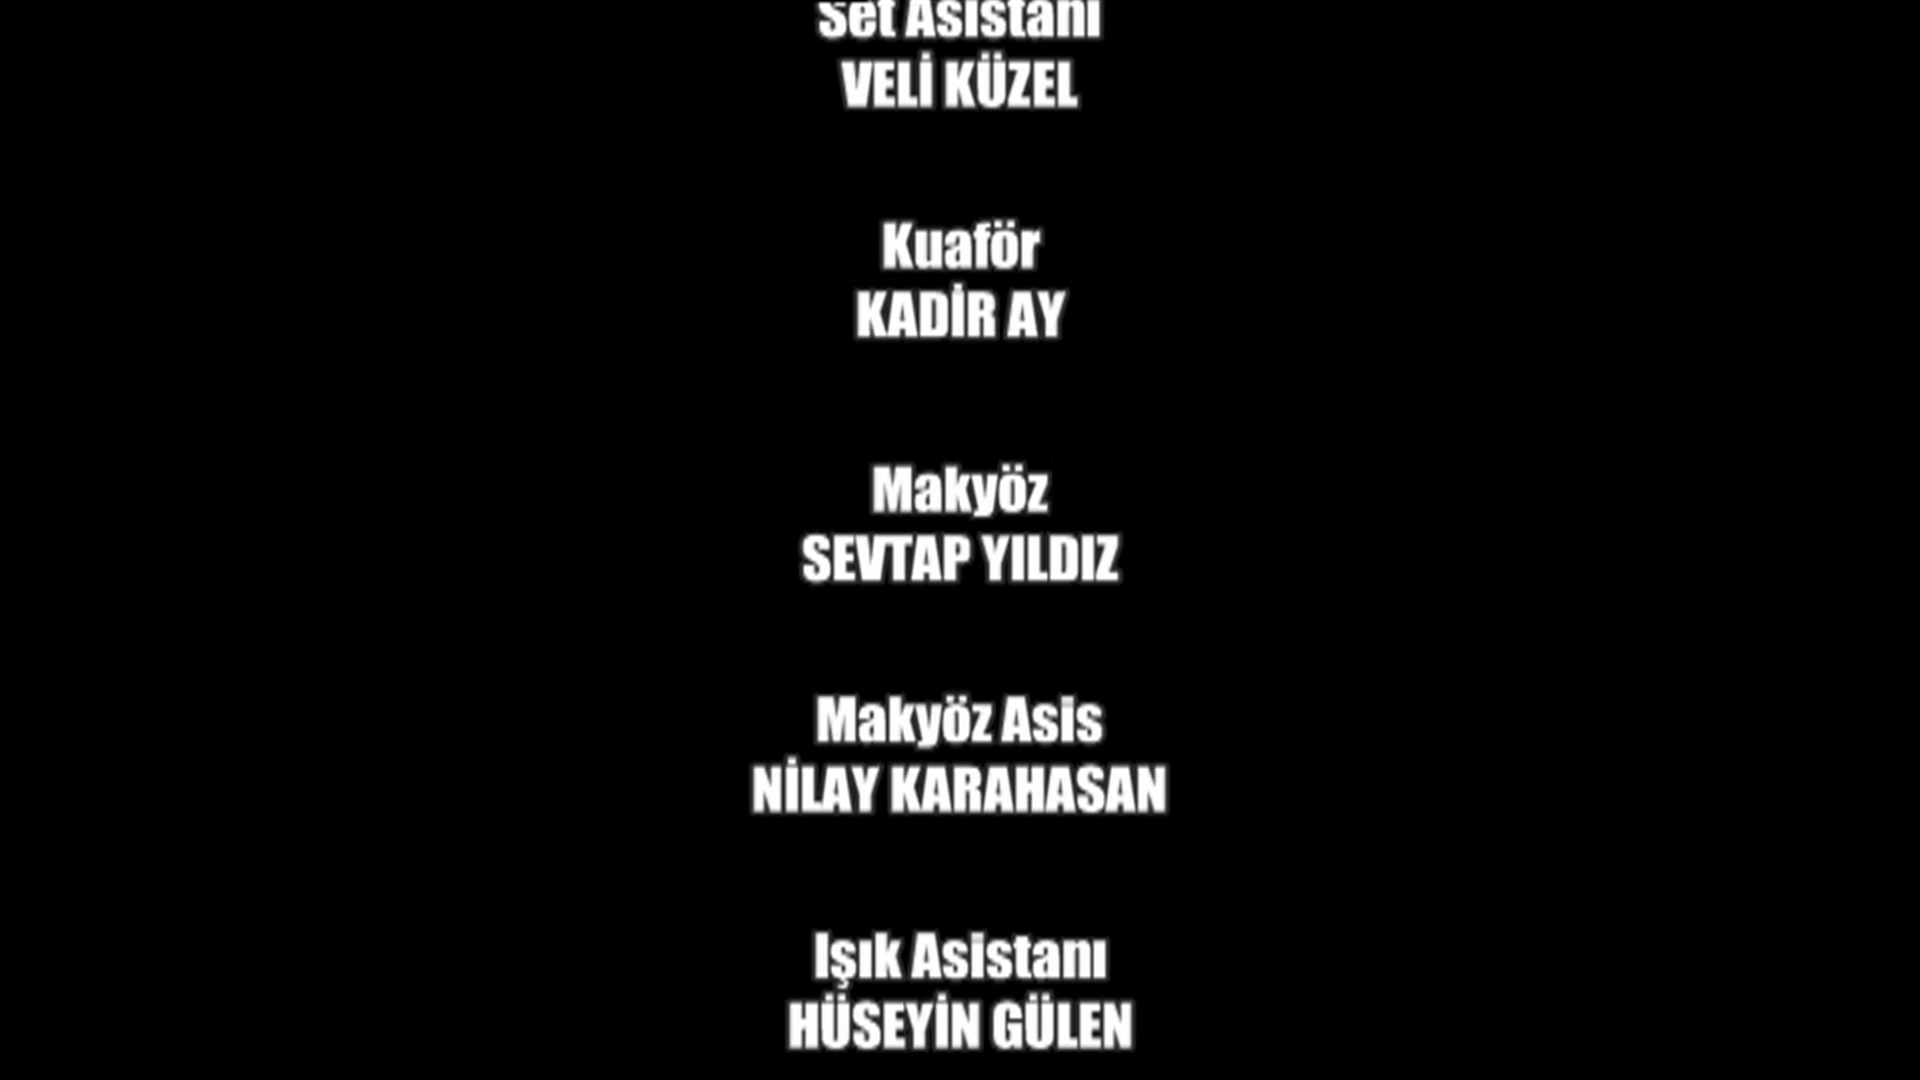 Set Asistanı
VELİ KÜZEL
Kuaför
KADİR AY
Makyöz
SEVTAP YILDIZ
Makyöz Asis
NİLAY KARAHASAN
Işık Asistanı
HÜSEYİN GÜLEN